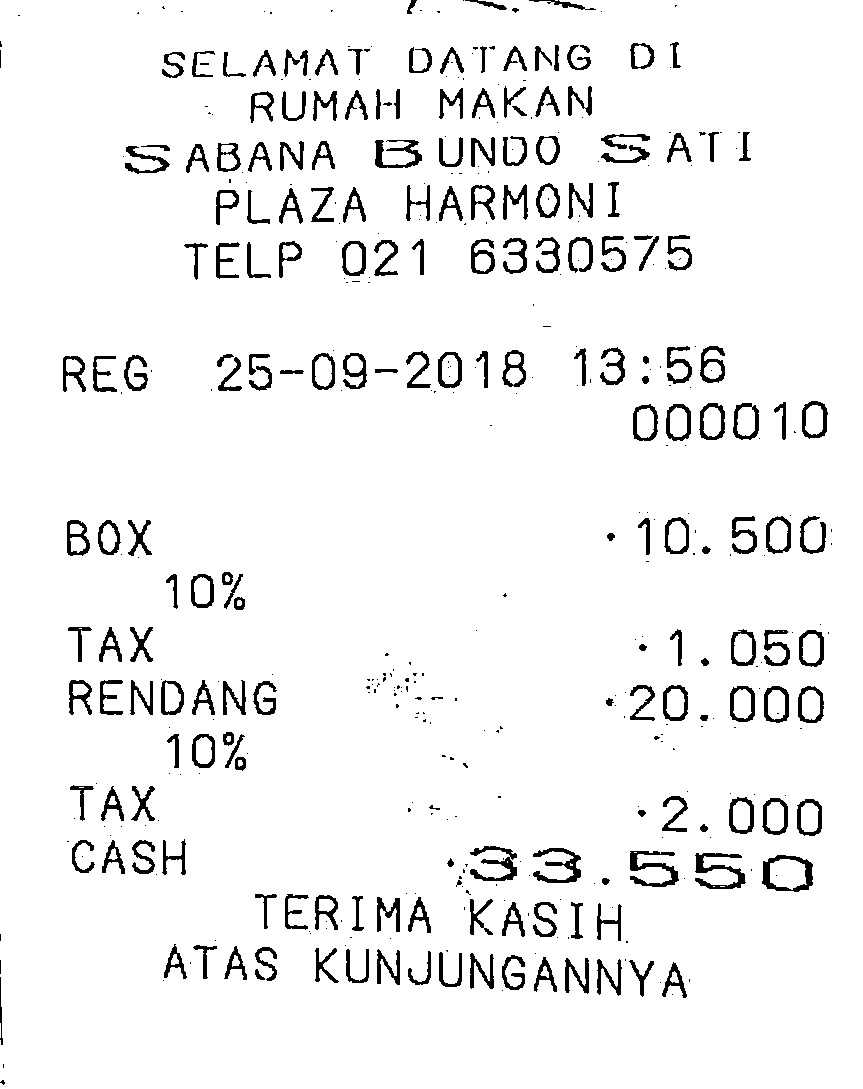 SELAMAT DATANG DI
RUMAH MAKAN
SABANA BUNDO SATI
PLAZA HARMONI
TELP 021 6330575
REG 25-09-2018 13:56
000010
BOX ·10.500
10%
TAX ·1.050
RENDANG ·20.000
10%
TAX ·2.000
CASH ·33.550
TERIMA KASIH
ATAS KUNJUNGANNYA